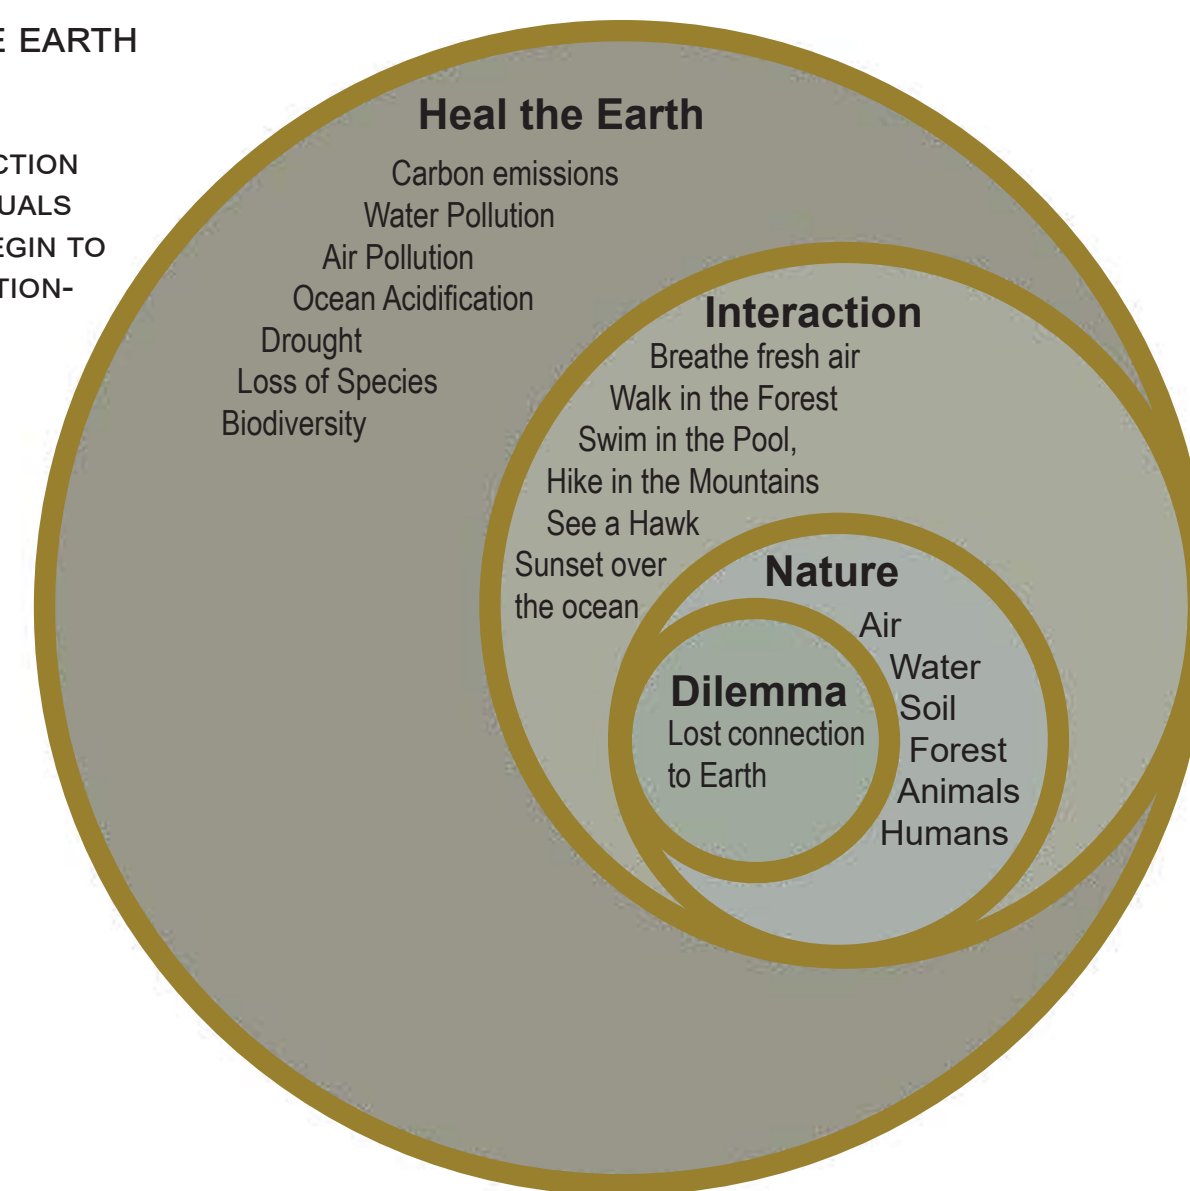 E EARTH
CTION
UALS
EGIN TO
TION-
Heal the Earth
Carbon emissions
Water Pollution
Air Pollution
Ocean Acidification
Drought
Loss of Species
Biodiversity
Interaction
Breathe fresh air
Walk in the Forest
Swim in the Pool,
Hike in the Mountains
See a Hawk
Sunset over
the ocean
Nature
Air
Water
Soil
Forest
Animals
Humans
Dilemma
Lost connection
to Earth